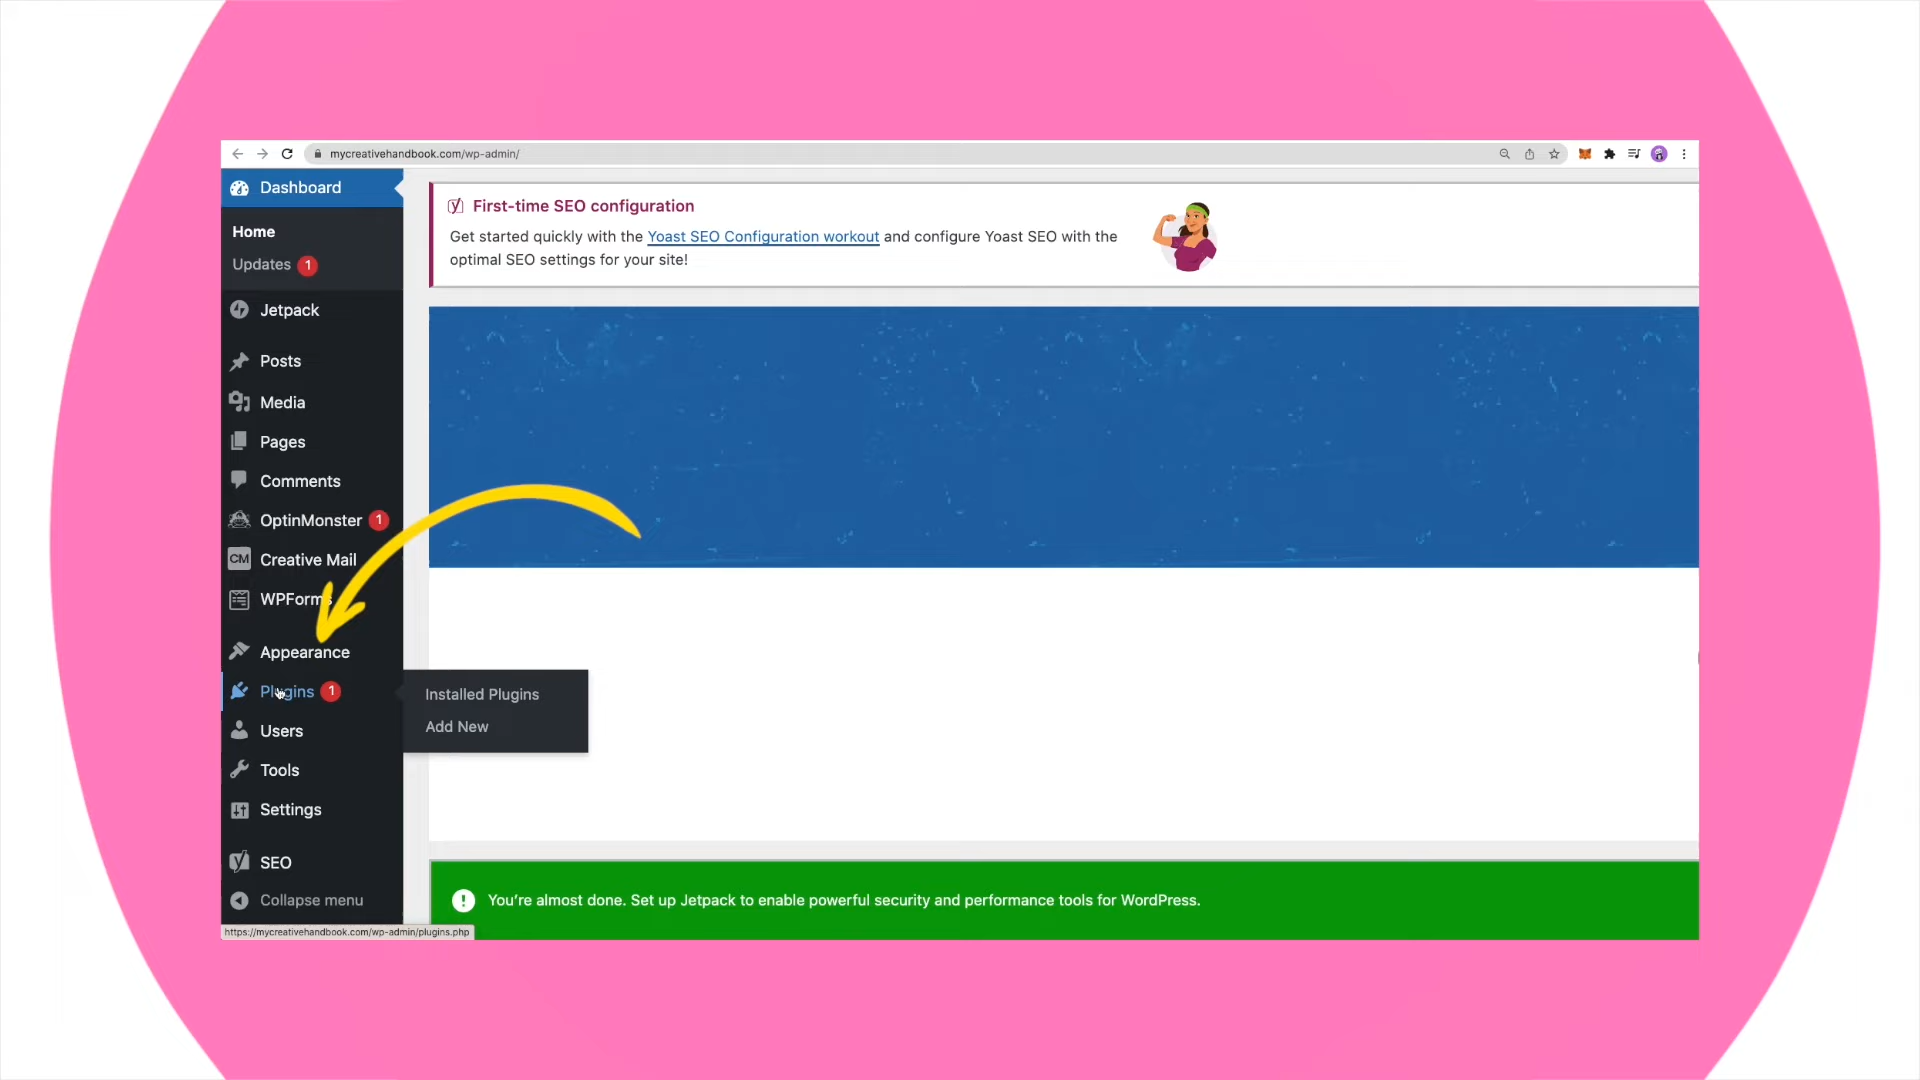 mycreativehandbook.com/wp-admin/
Dashboard
Home
Updates 1
Jetpack
Posts
Media
Pages
Comments
OptinMonster 1
CM Creative Mail
WPForms
Appearance
Plugins 1
Users
Tools
Settings
SEO
Collapse menu
Installed Plugins
Add New
First-time SEO configuration
Get started quickly with the Yoast SEO Configuration workout and configure Yoast SEO with the
optimal SEO settings for your site!
You’re almost done. Set up Jetpack to enable powerful security and performance tools for WordPress.
https://mycreativehandbook.com/wp-admin/plugins.php